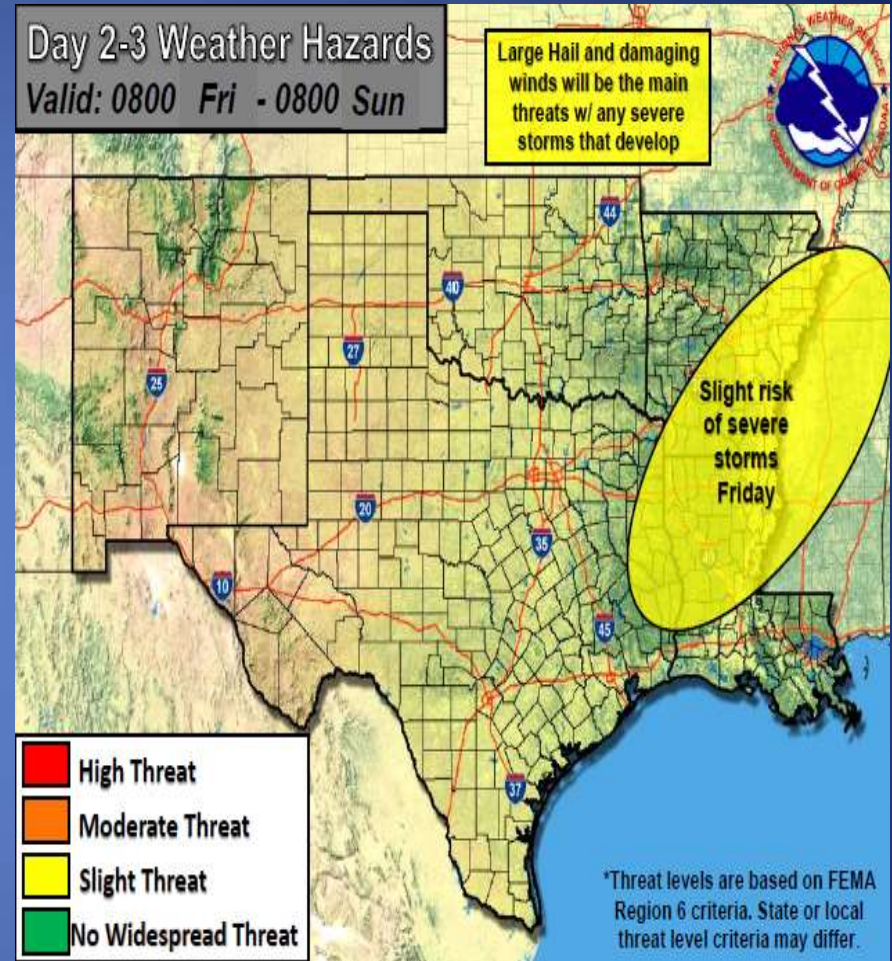 Day 2-3 Weather Hazards
Valid: 0800 Fri - 0800 Sun
Large Hail and damaging
winds will be the main
threats w/ any severe
storms that develop
NATIONAL WEATHER SERVICE
44
40
27
25
Slight risk
of severe
storms
Friday
20
35
10
45
37
High Threat
Moderate Threat
Slight Threat
No Widespread Threat
*Threat levels are based on FEMA
Region 6 criteria. State or local
threat level criteria may differ.